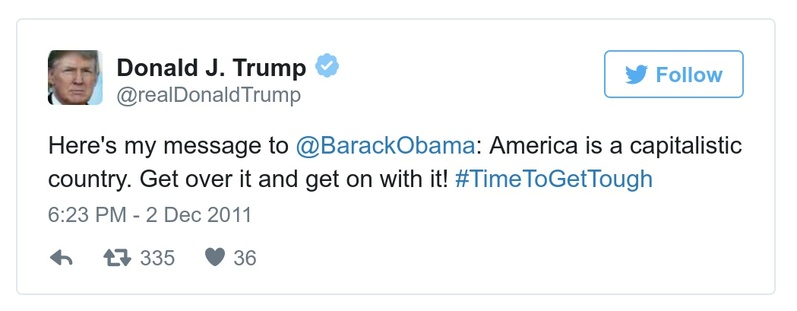 Donald J. Trump
@realDonaldTrump
Follow
Here's my message to @BarackObama: America is a capitalistic
country. Get over it and get on with it! #TimeToGetTough
6:23 PM - 2 Dec 2011
335 36